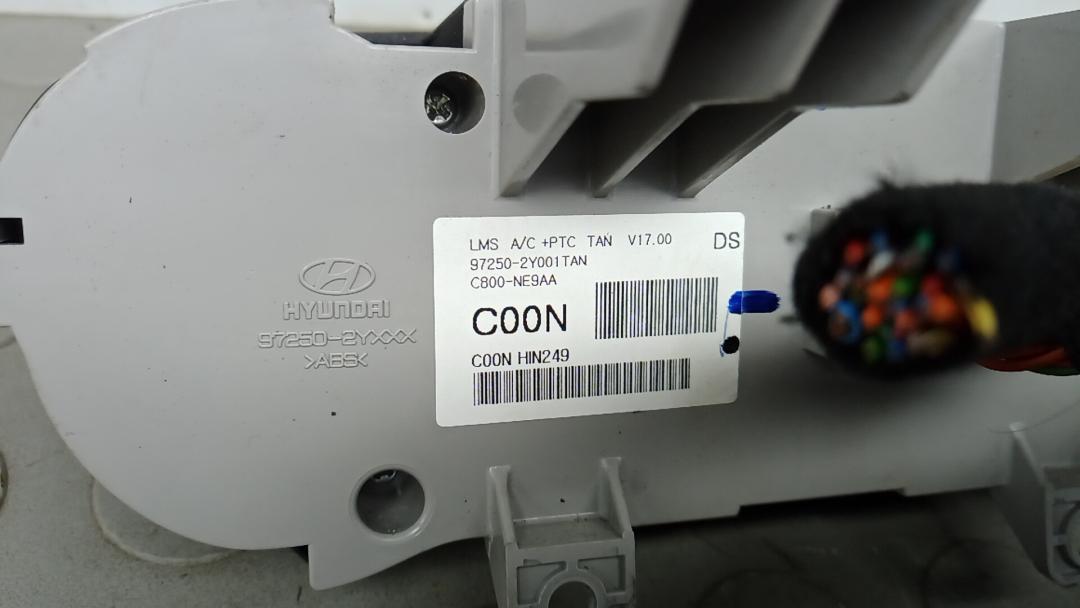 HYUNDAI
97250-2YXXX
>ABS<
LMS A/C +PTC TAN V17.00 DS
97250-2Y001TAN
C800-NE9AA
C00N
C00N HIN249